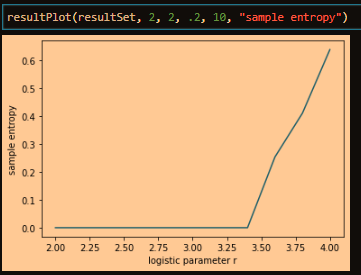 resultPlot(resultSet, 2, 2, .2, 10, "sample entropy")
0.6
0.5
0.4
0.3
0.2
0.1
0.0
sample entropy
2.00 2.25 2.50 2.75 3.00 3.25 3.50 3.75 4.00
logistic parameter r